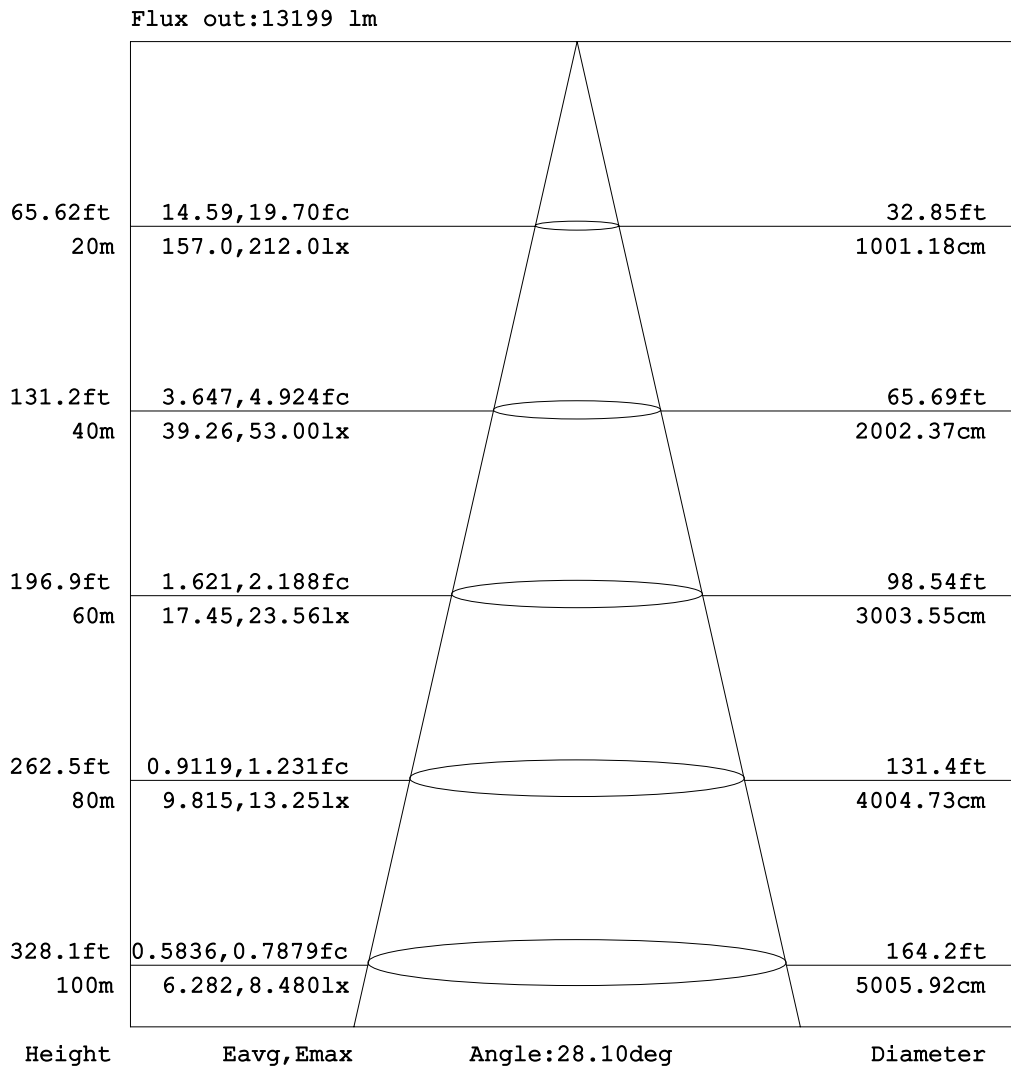 Flux out:13199 lm
65.62ft 14.59,19.70fc 32.85ft
20m 157.0,212.0lx 1001.18cm
131.2ft 3.647,4.924fc 65.69ft
40m 39.26,53.00lx 2002.37cm
196.9ft 1.621,2.188fc 98.54ft
60m 17.45,23.56lx 3003.55cm
262.5ft 0.9119,1.231fc 131.4ft
80m 9.815,13.25lx 4004.73cm
328.1ft 0.5836,0.7879fc 164.2ft
100m 6.282,8.480lx 5005.92cm
Height Eavg,Emax Angle:28.10deg Diameter